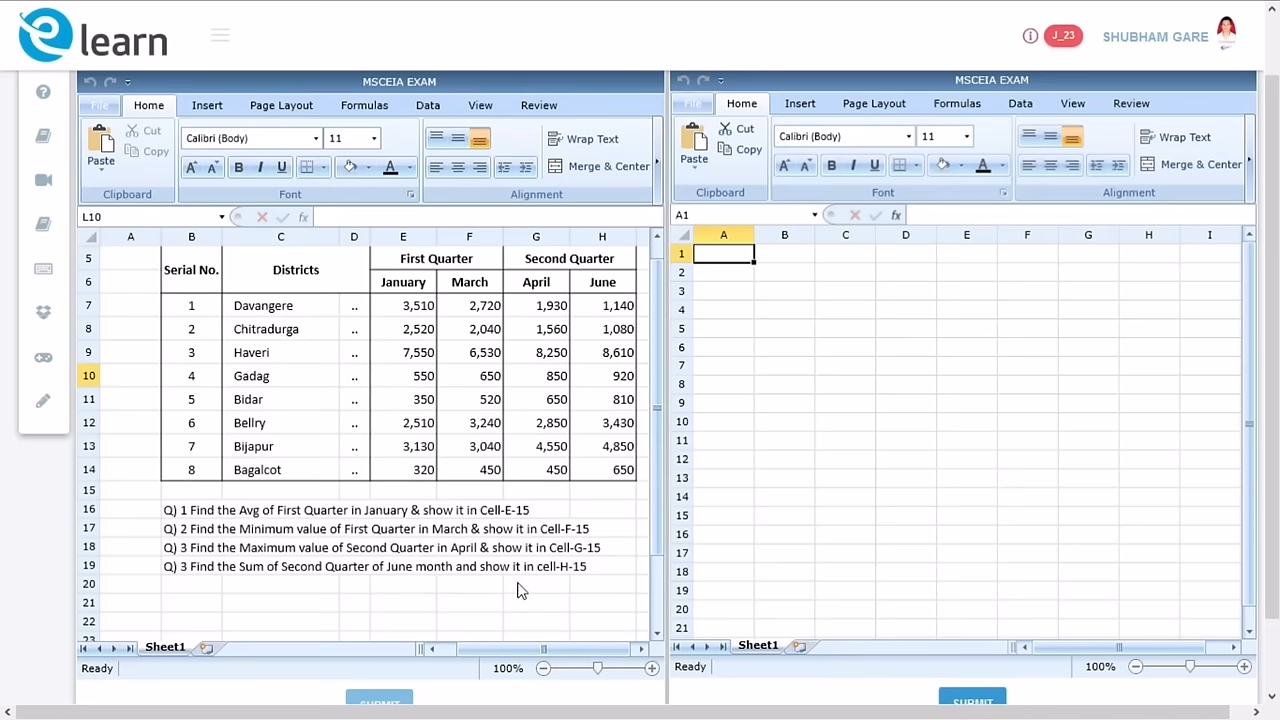 e learn
J_23
SHUBHAM GARE
MSCEIA EXAM
File Home Insert Page Layout Formulas Data View Review
Paste
Cut
Copy
Calibri (Body) 11
Wrap Text
Merge & Center
Clipboard Font Alignment
L10
fx
A B C D E F G H
5 Serial No. Districts First Quarter Second Quarter
6 January March April June
7 1 Davangere .. 3,510 2,720 1,930 1,140
8 2 Chitradurga .. 2,520 2,040 1,560 1,080
9 3 Haveri .. 7,550 6,530 8,250 8,610
10 4 Gadag .. 550 650 850 920
11 5 Bidar .. 350 520 650 810
12 6 Bellry .. 2,510 3,240 2,850 3,430
13 7 Bijapur .. 3,130 3,040 4,550 4,850
14 8 Bagalcot .. 320 450 450 650
15
16 Q) 1 Find the Avg of First Quarter in January & show it in Cell-E-15
17 Q) 2 Find the Minimum value of First Quarter in March & show it in Cell-F-15
18 Q) 3 Find the Maximum value of Second Quarter in April & show it in Cell-G-15
19 Q) 3 Find the Sum of Second Quarter of June month and show it in cell-H-15
20
21
22
23
Sheet1
Ready 100%
SUBMIT
MSCEIA EXAM
File Home Insert Page Layout Formulas Data View Review
Paste
Cut
Copy
Calibri (Body) 11
Wrap Text
Merge & Center
Clipboard Font Alignment
A1
fx
A B C D E F G H I
1
2
3
4
5
6
7
8
9
10
11
12
13
14
15
16
17
18
19
20
21
Sheet1
Ready 100%
SUBMIT